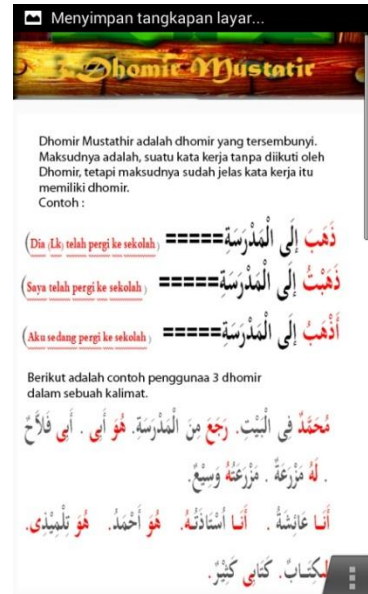 Menyimpan tangkapan layar...
Dhomir Mustatir
Dhomir Mustathir adalah dhomir yang tersembunyi.
Maksudnya adalah, suatu kata kerja tanpa diikuti oleh
Dhomir, tetapi maksudnya sudah jelas kata kerja itu
memiliki dhomir.
Contoh :
ذَهَبَ إِلَى الْمَدْرَسَةِ===== (Dia (Lk) telah pergi ke sekolah)
ذَهَبْتُ إِلَى الْمَدْرَسَةِ===== (Saya telah pergi ke sekolah)
أَذْهَبُ إِلَى الْمَدْرَسَةِ===== (Aku sedang pergi ke sekolah)
Berikut adalah contoh penggunaa 3 dhomir
dalam sebuah kalimat.
مُحَمَّدٌ فِي الْبَيْتِ. رَجَعَ مِنَ الْمَدْرَسَةِ. هُوَ أَبِى . أَبِى فَلاَّحٌ
. لَهُ مَزْرَعَةٌ . مَزْرَعَتُهُ وَسِيْعٌ.
أَنَا عَائِشَةُ . أَنَا اُسْتَاذَتُهُ. هُوَ أَحْمَدُ. هُوَ تِلْمِيْذِى.
كِتَابٌ. كَتَابِى كَثِيْرٌ.